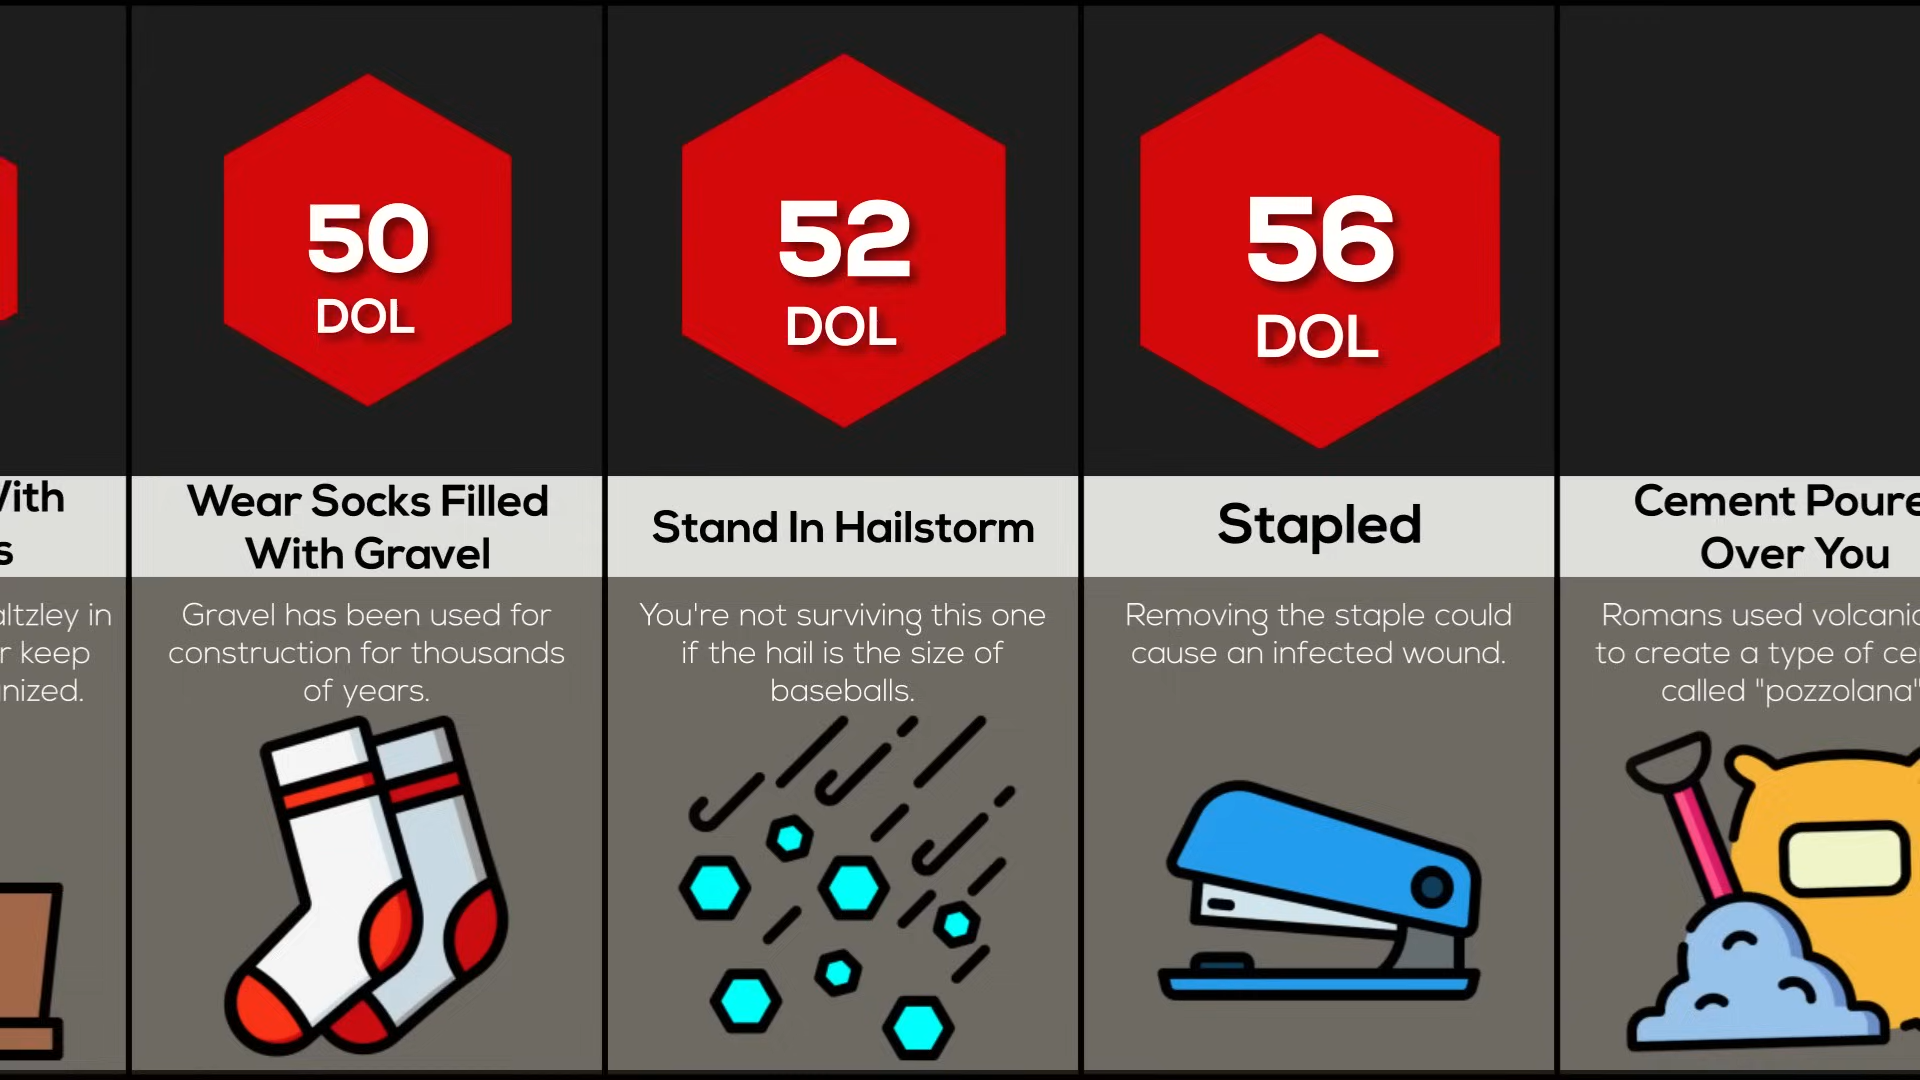 With
s
altzley in
r keep
nized.
50
DOL
Wear Socks Filled
With Gravel
Gravel has been used for
construction for thousands
of years.
52
DOL
Stand In Hailstorm
You're not surviving this one
if the hail is the size of
baseballs.
56
DOL
Stapled
Removing the staple could
cause an infected wound.
Cement Poure
Over You
Romans used volcanic
to create a type of ce
called "pozzolana"